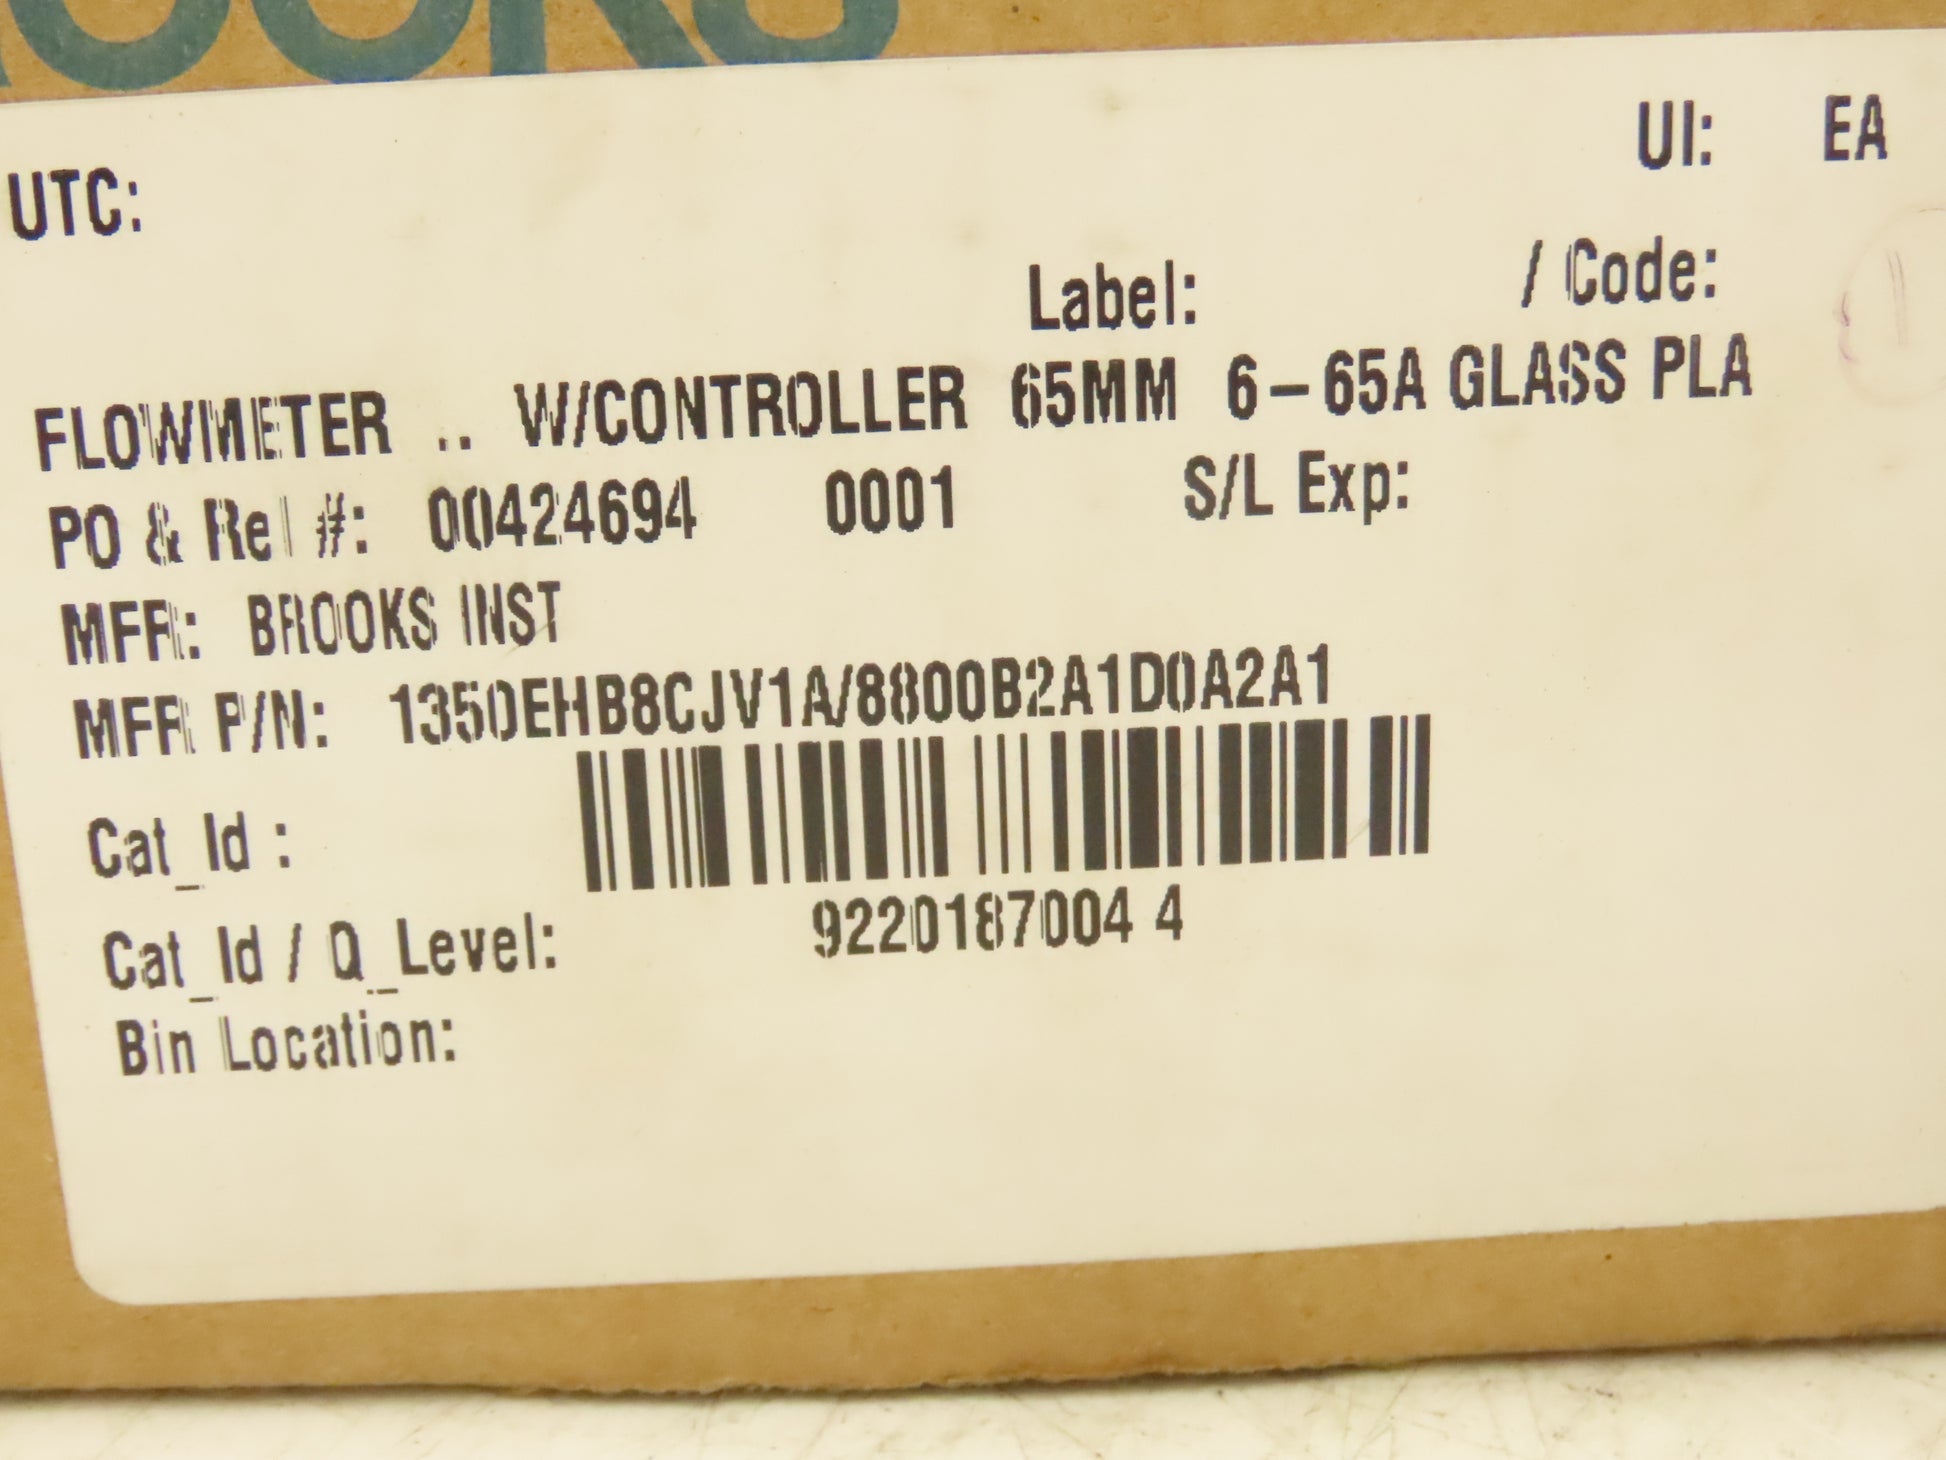 UI: EA
UTC:
Label: / Code:
FLOWMETER .. W/CONTROLLER 65MM 6-65A GLASS PLA
PO & Rel #: 00424694 0001 S/L Exp:
MFR: BROOKS INST
MFR P/N: 1350EHB8CJV1A/8800B2A1D0A2A1
Cat_Id :
Cat_Id / Q_Level: 9220187004 4
Bin Location: